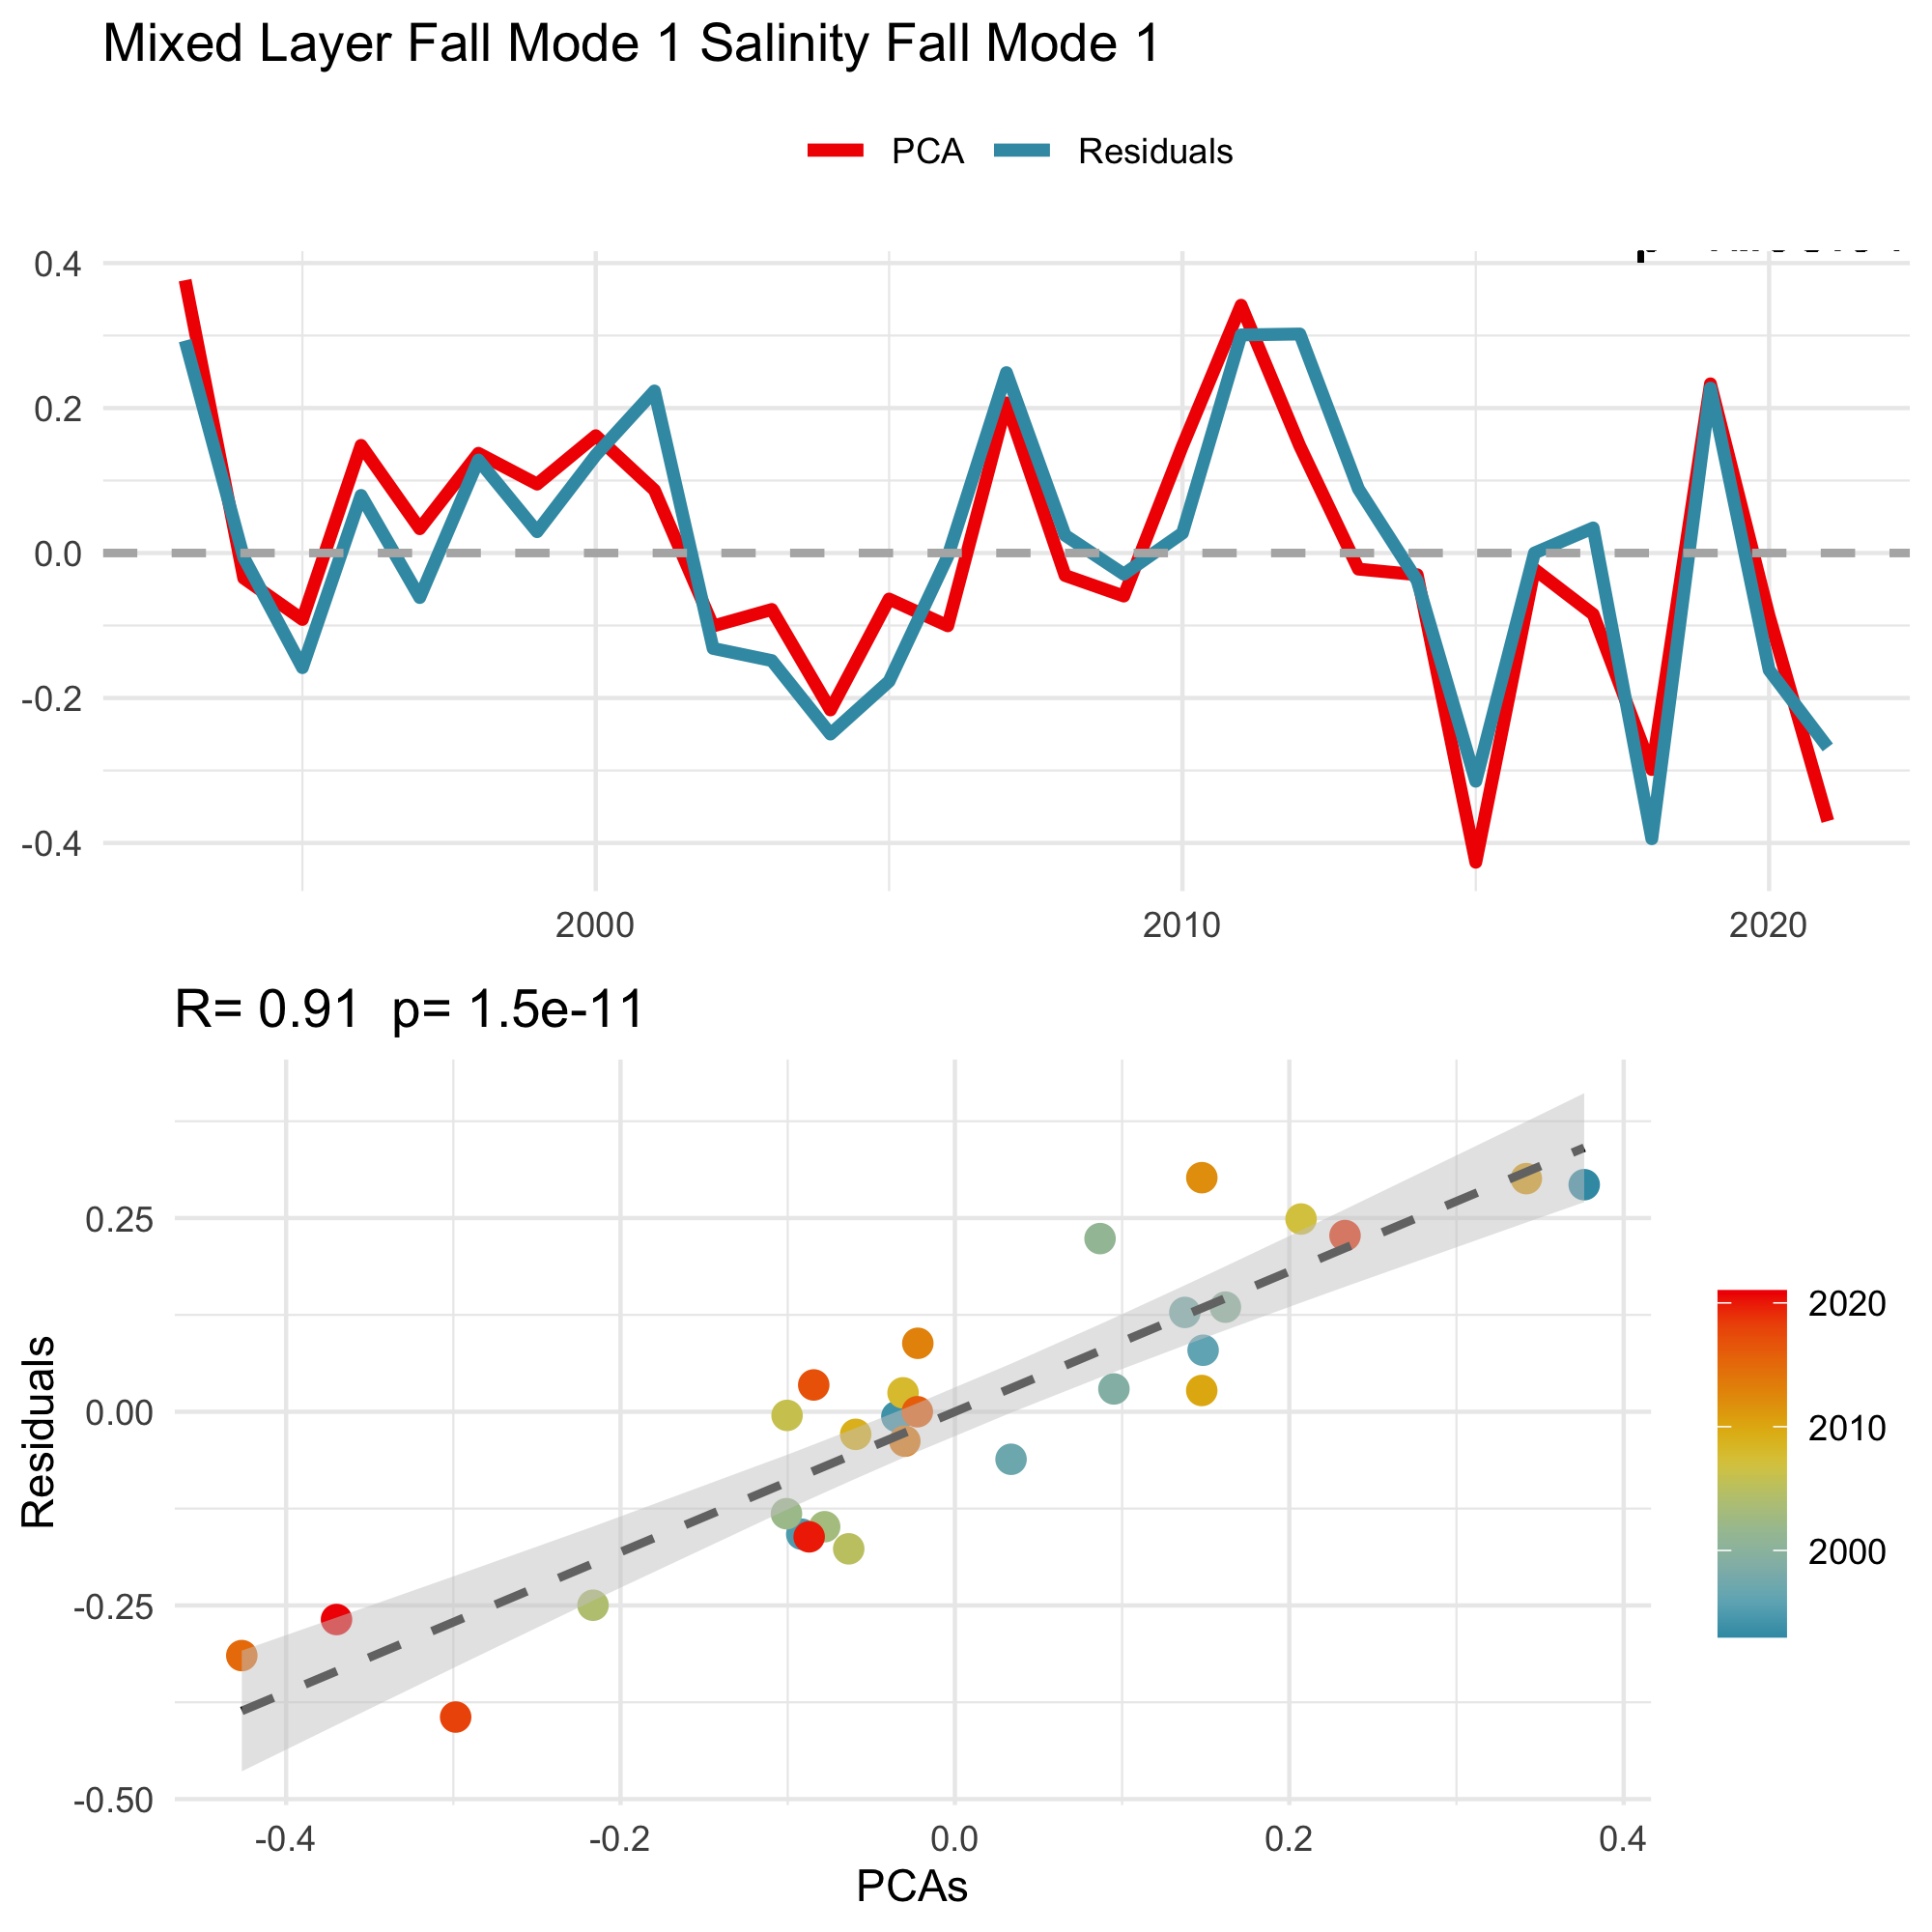 Mixed Layer Fall Mode 1 Salinity Fall Mode 1
PCA Residuals
0.4
0.2
0.0
-0.2
-0.4
2000 2010 2020
R= 0.91 p= 1.5e-11
Residuals
0.25
0.00
-0.25
-0.50
-0.4 -0.2 0.0 0.2 0.4
PCAs
2020
2010
2000